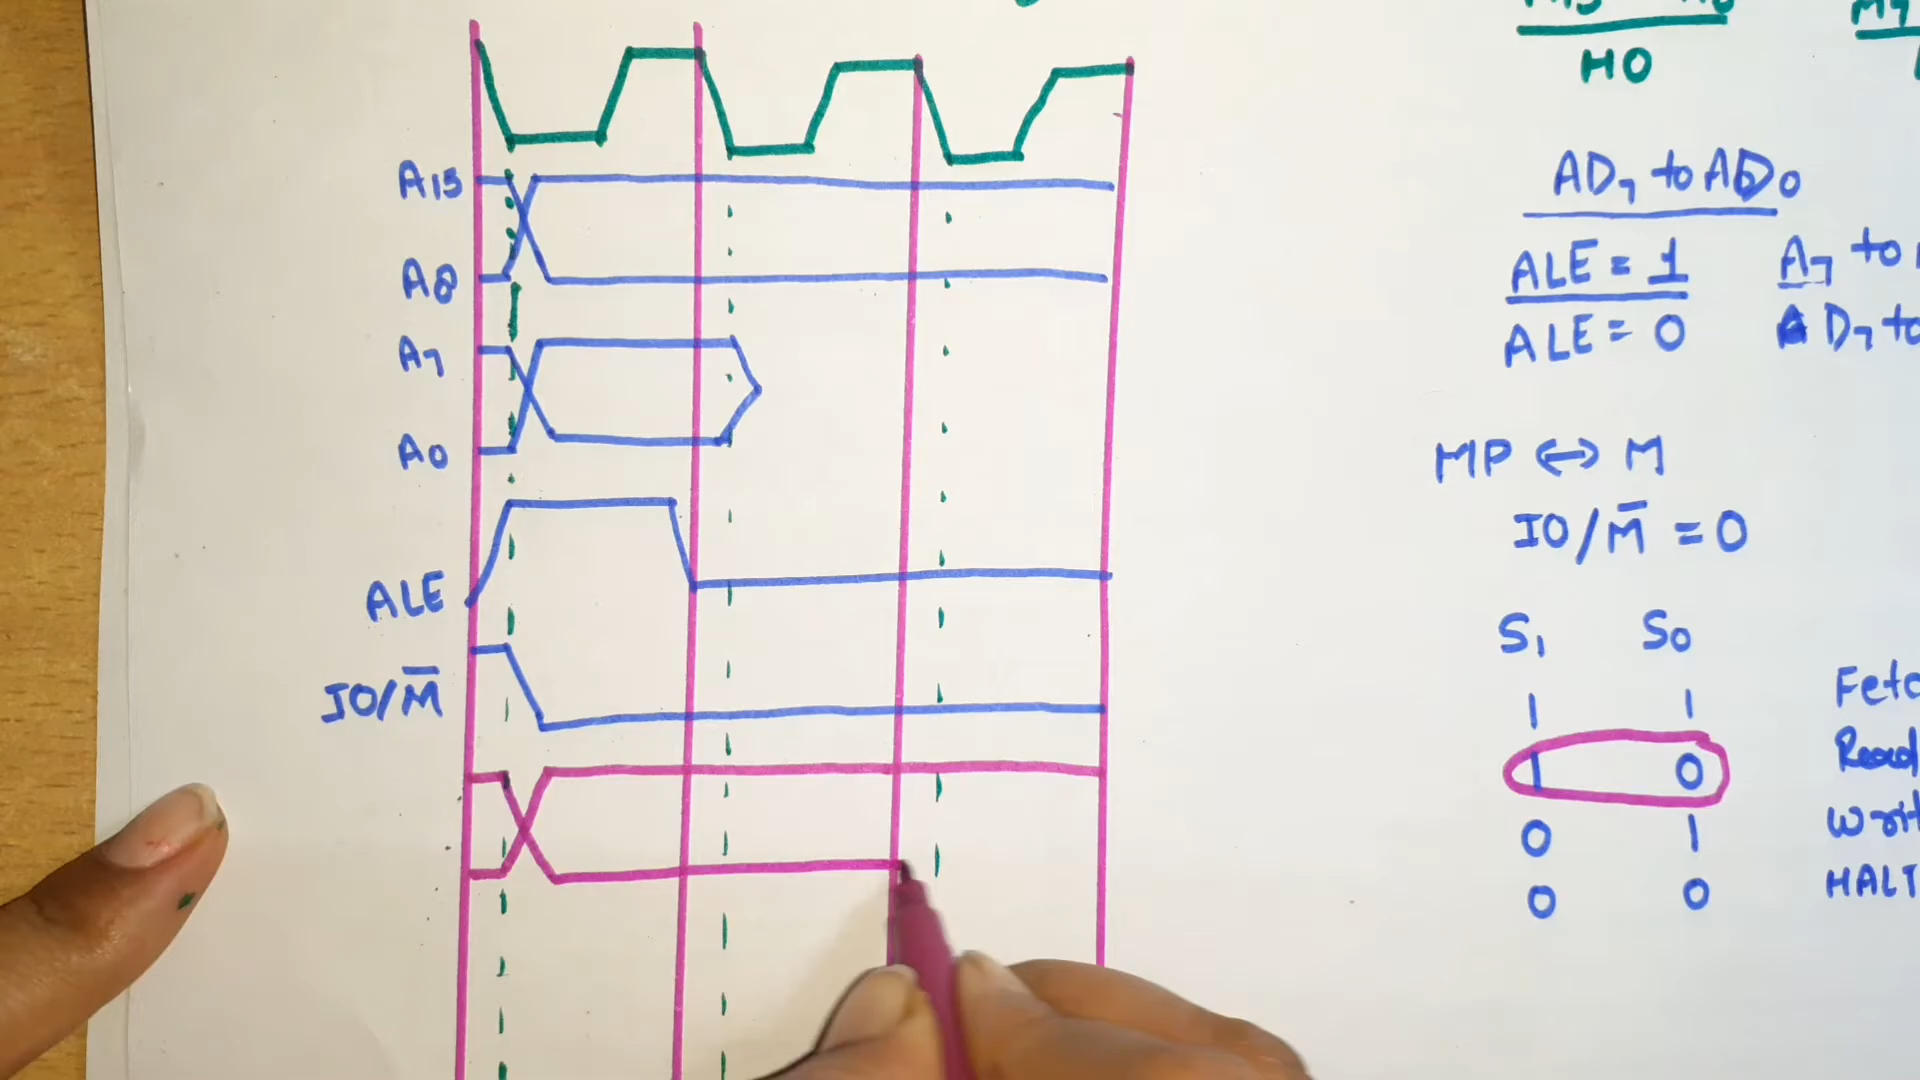 A15
A8
A7
A0
ALE
IO/M̅
HO
AD7 to AD0
ALE = 1 A7 to
ALE = 0 AD7 to
MP ↔ M
IO/M̅ = 0
S1 S0
1 1
1 0 Read
0 1
0 0 HALT